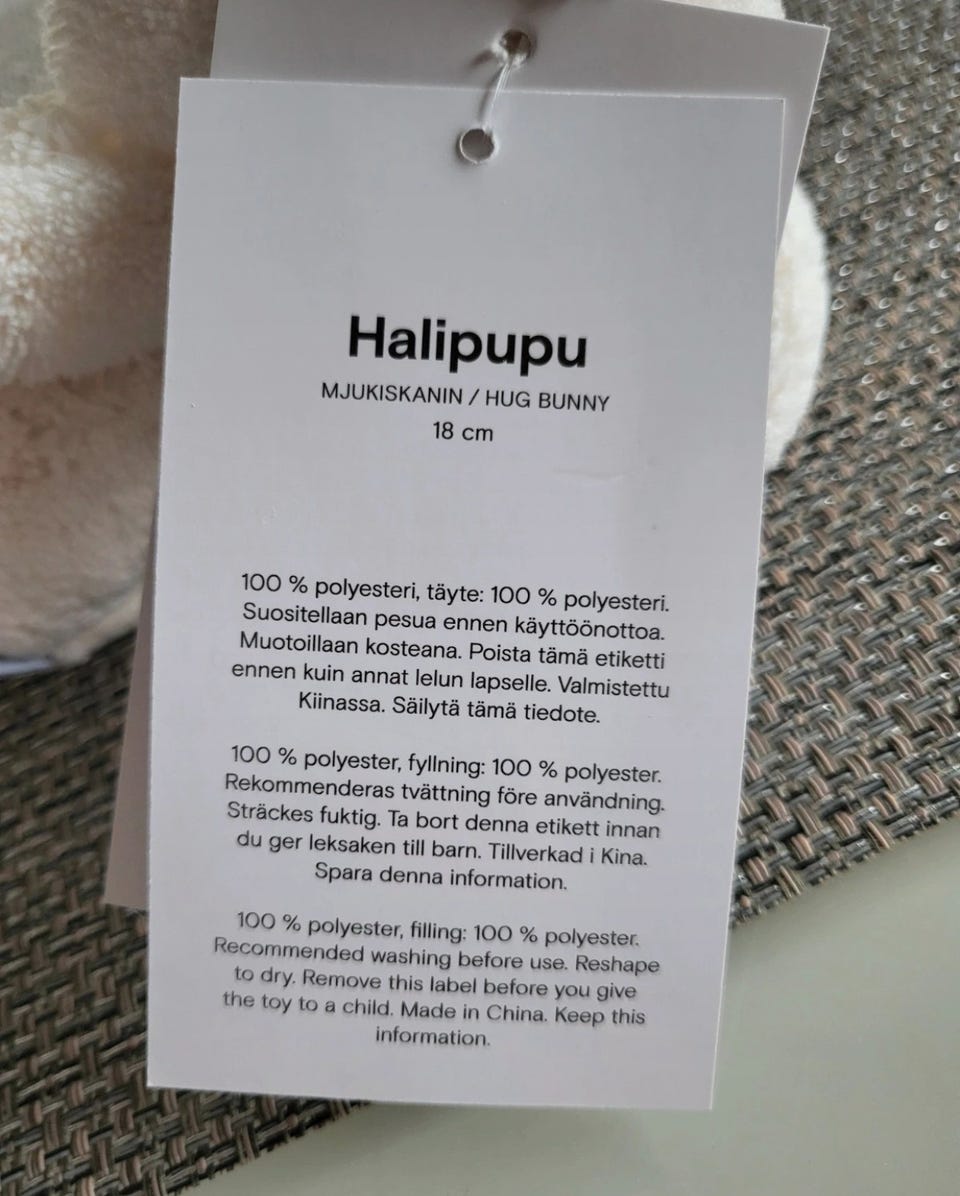 Halipupu
MJUKISKANIN / HUG BUNNY
18 cm
100 % polyesteri, täyte: 100 % polyesteri.
Suositellaan pesua ennen käyttöönottoa.
Muotoillaan kosteana. Poista tämä etiketti
ennen kuin annat lelun lapselle. Valmistettu
Kiinassa. Säilytä tämä tiedote.
100 % polyester, fyllning: 100 % polyester.
Rekommenderas tvättning före användning.
Sträckes fuktig. Ta bort denna etikett innan
du ger leksaken till barn. Tillverkad i Kina.
Spara denna information.
100 % polyester, filling: 100 % polyester.
Recommended washing before use. Reshape
to dry. Remove this label before you give
the toy to a child. Made in China. Keep this
information.